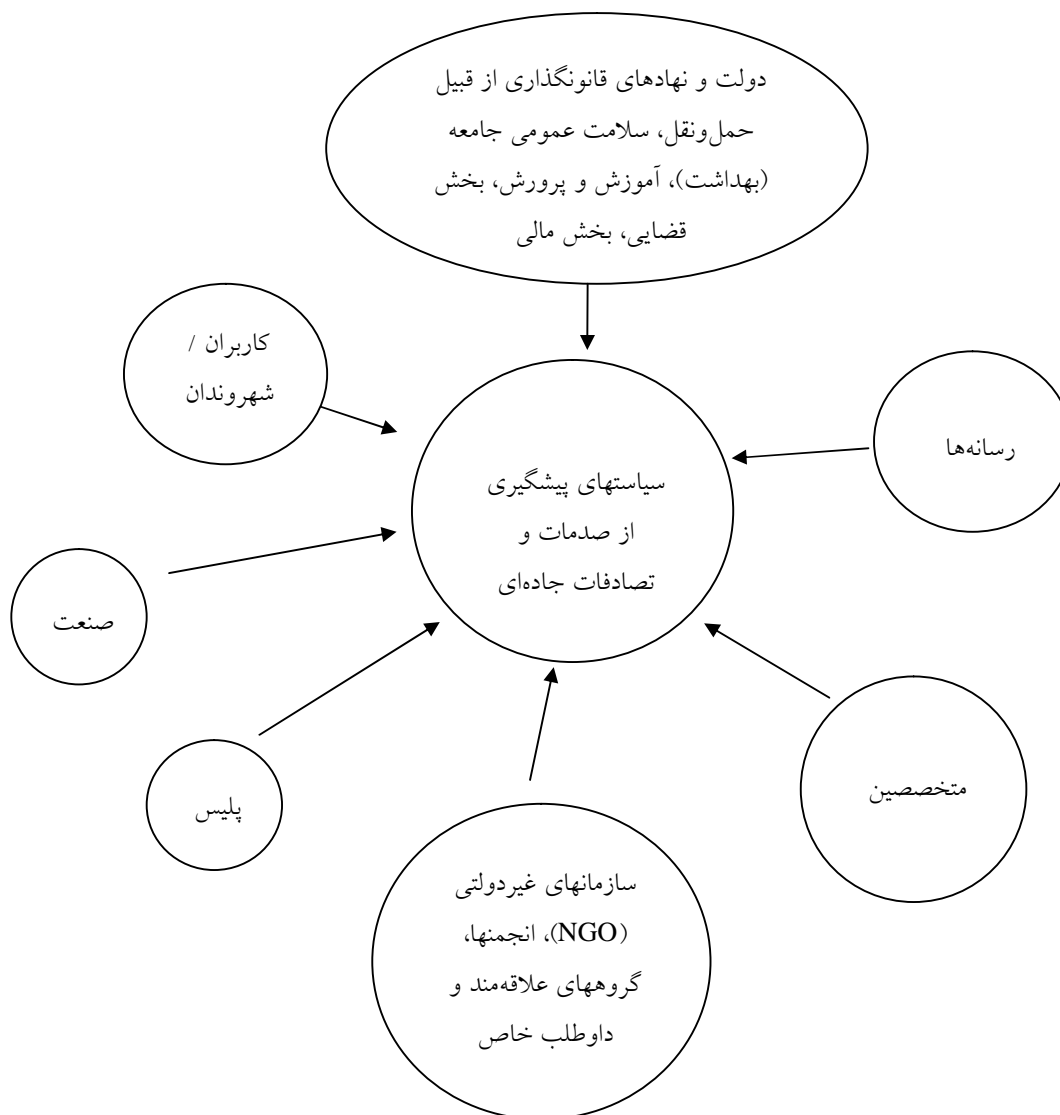 دولت و نهادهای قانونگذاری از قبیل
حمل‌ونقل، سلامت عمومی جامعه
(بهداشت)، آموزش و پرورش، بخش
قضایی، بخش مالی
کاربران /
شهروندان
رسانه‌ها
سیاستهای پیشگیری
از صدمات و
تصادفات جاده‌ای
صنعت
متخصصین
پلیس
سازمانهای غیردولتی
(NGO)، انجمنها،
گروههای علاقه‌مند و
داوطلب خاص